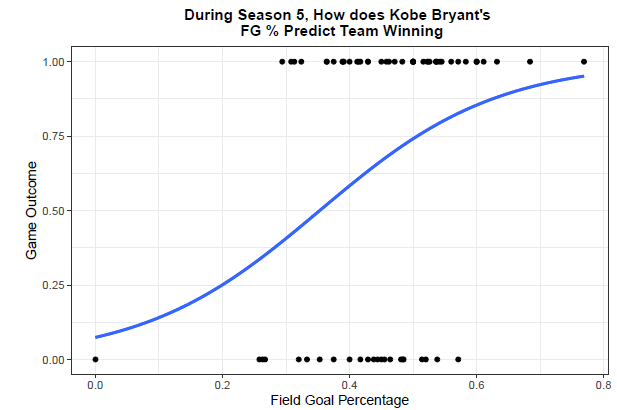 During Season 5, How does Kobe Bryant's
FG % Predict Team Winning
1.00
0.75
0.50
0.25
0.00
Game Outcome
0.0 0.2 0.4 0.6 0.8
Field Goal Percentage